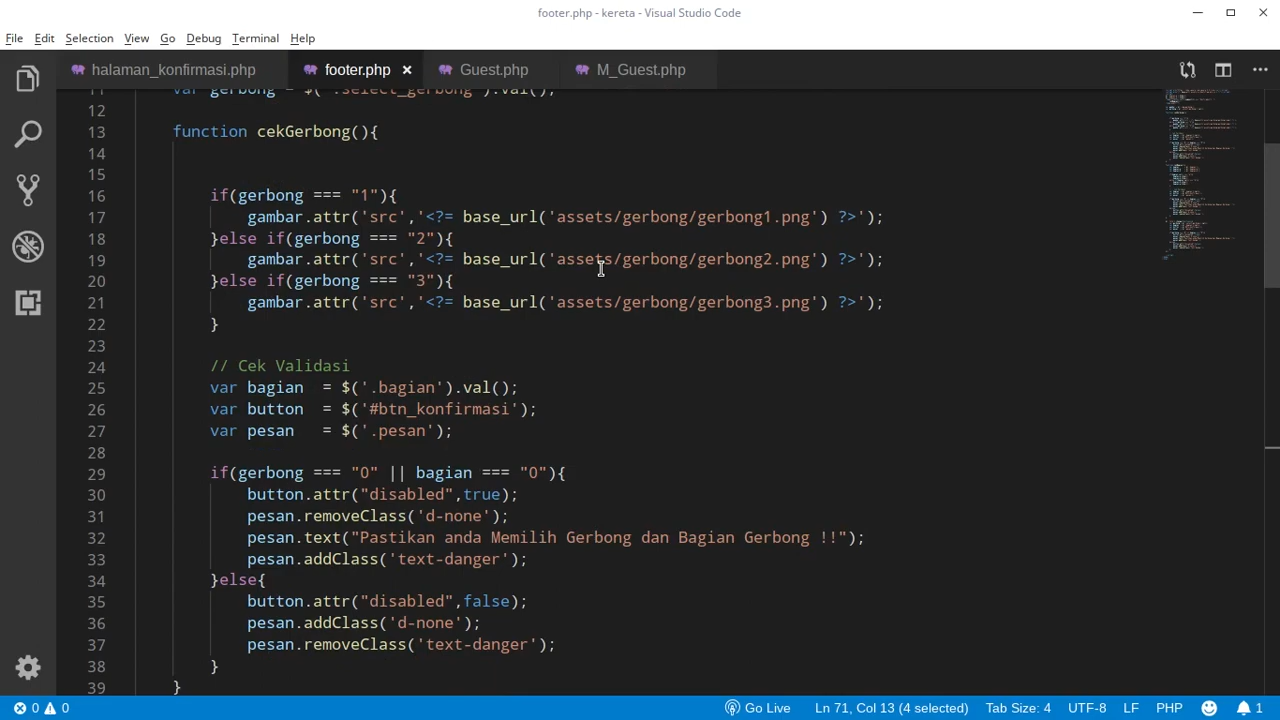 footer.php - kereta - Visual Studio Code
File Edit Selection View Go Debug Terminal Help
halaman_konfirmasi.php footer.php × Guest.php M_Guest.php
11 var gerbong = $('.select_gerbong').val();
12
13 function cekGerbong(){
14
15
16 if(gerbong === "1"){
17 gambar.attr('src','<?= base_url('assets/gerbong/gerbong1.png') ?>');
18 }else if(gerbong === "2"){
19 gambar.attr('src','<?= base_url('assets/gerbong/gerbong2.png') ?>');
20 }else if(gerbong === "3"){
21 gambar.attr('src','<?= base_url('assets/gerbong/gerbong3.png') ?>');
22 }
23
24 // Cek Validasi
25 var bagian = $('.bagian').val();
26 var button = $('#btn_konfirmasi');
27 var pesan = $('.pesan');
28
29 if(gerbong === "0" || bagian === "0"){
30 button.attr("disabled",true);
31 pesan.removeClass('d-none');
32 pesan.text("Pastikan anda Memilih Gerbong dan Bagian Gerbong !!");
33 pesan.addClass('text-danger');
34 }else{
35 button.attr("disabled",false);
36 pesan.addClass('d-none');
37 pesan.removeClass('text-danger');
38 }
39 }
0 0 Go Live Ln 71, Col 13 (4 selected) Tab Size: 4 UTF-8 LF PHP 1